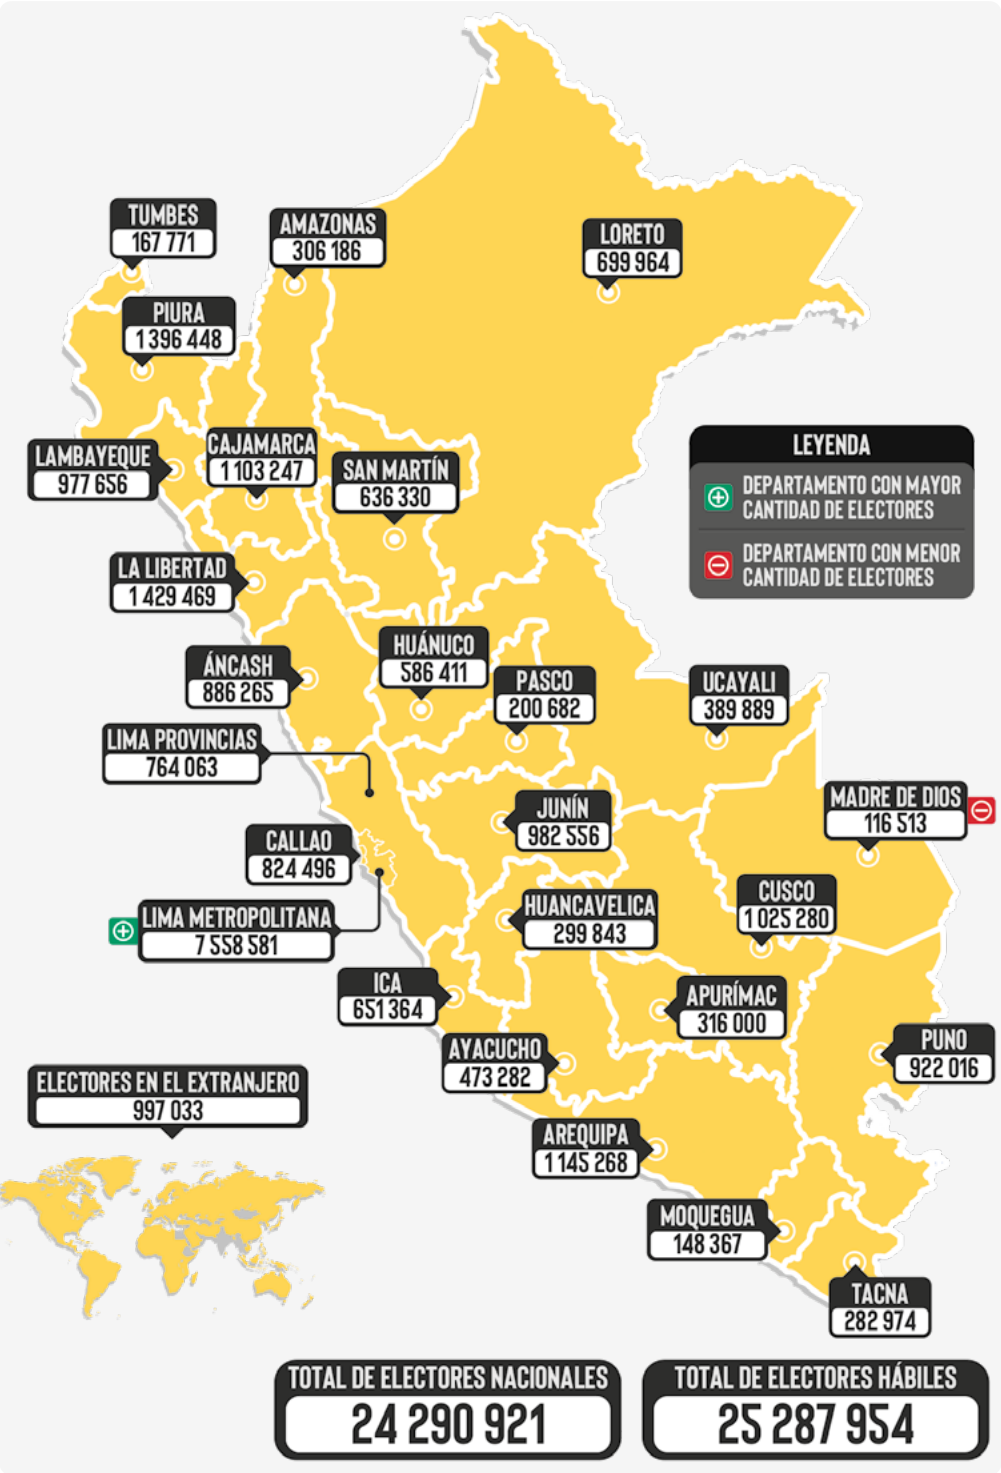 TUMBES
167 771
AMAZONAS
306 186
LORETO
699 964
PIURA
1 396 448
LAMBAYEQUE
977 656
CAJAMARCA
1 103 247
SAN MARTÍN
636 330
LEYENDA
DEPARTAMENTO CON MAYOR
CANTIDAD DE ELECTORES
DEPARTAMENTO CON MENOR
CANTIDAD DE ELECTORES
LA LIBERTAD
1 429 469
ÁNCASH
886 265
HUÁNUCO
586 411
PASCO
200 682
UCAYALI
389 889
LIMA PROVINCIAS
764 063
JUNÍN
982 556
MADRE DE DIOS
116 513
CALLAO
824 496
LIMA METROPOLITANA
7 558 581
HUANCAVELICA
299 843
CUSCO
1 025 280
ICA
651 364
APURÍMAC
316 000
AYACUCHO
473 282
PUNO
922 016
ELECTORES EN EL EXTRANJERO
997 033
AREQUIPA
1 145 268
MOQUEGUA
148 367
TACNA
282 974
TOTAL DE ELECTORES NACIONALES
24 290 921
TOTAL DE ELECTORES HÁBILES
25 287 954